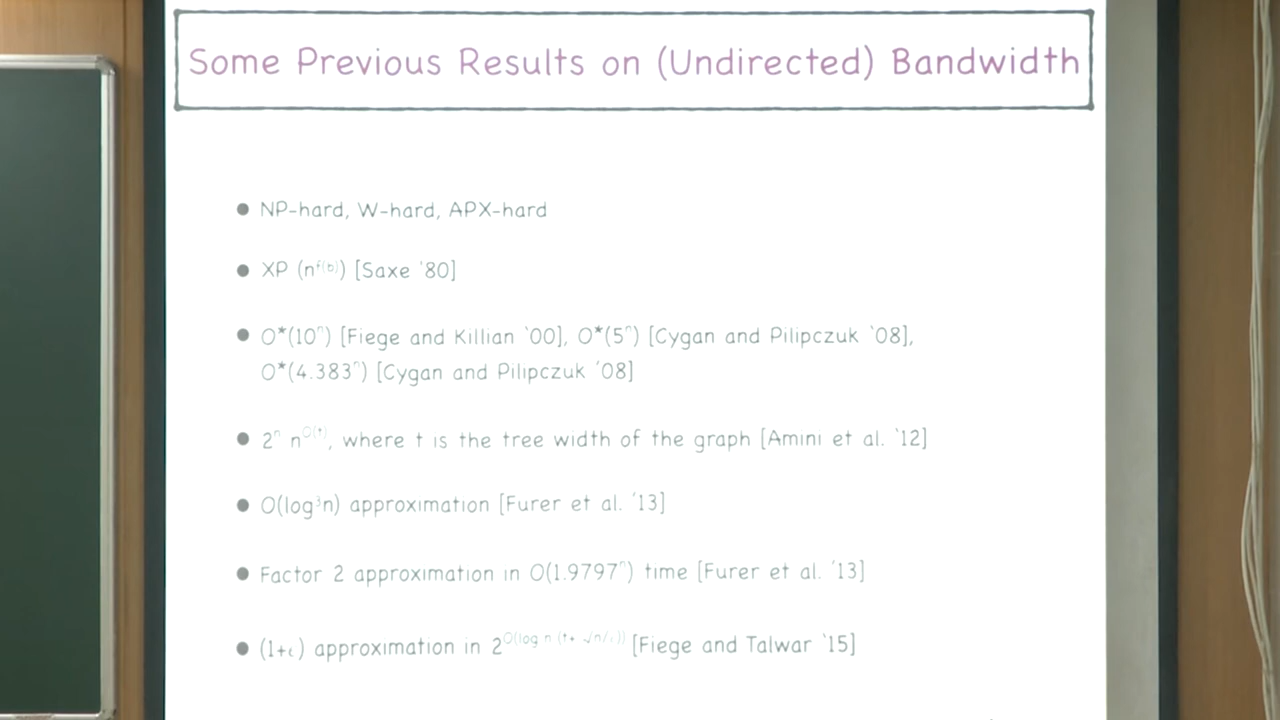 Some Previous Results on (Undirected) Bandwidth
● NP-hard, W-hard, APX-hard
● XP (n^f(b)) [Saxe '80]
● O*(10^n) [Fiege and Killian '00], O*(5^n) [Cygan and Pilipczuk '08],
O*(4.383^n) [Cygan and Pilipczuk '08]
● 2^n n^O(t), where t is the tree width of the graph [Amini et al. '12]
● O(log³n) approximation [Furer et al. '13]
● Factor 2 approximation in O(1.9797^n) time [Furer et al. '13]
● (1+ε) approximation in 2^O(log n (t+ √n/ε)) [Fiege and Talwar '15]